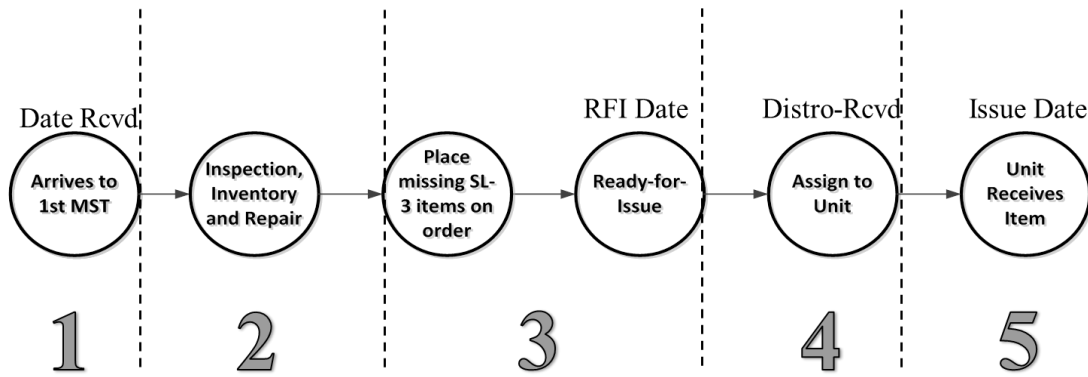 Date Rcvd
RFI Date
Distro-Rcvd
Issue Date
Arrives to
1st MST
Inspection,
Inventory
and Repair
Place
missing SL-
3 items on
order
Ready-for-
Issue
Assign to
Unit
Unit
Receives
Item
1
2
3
4
5